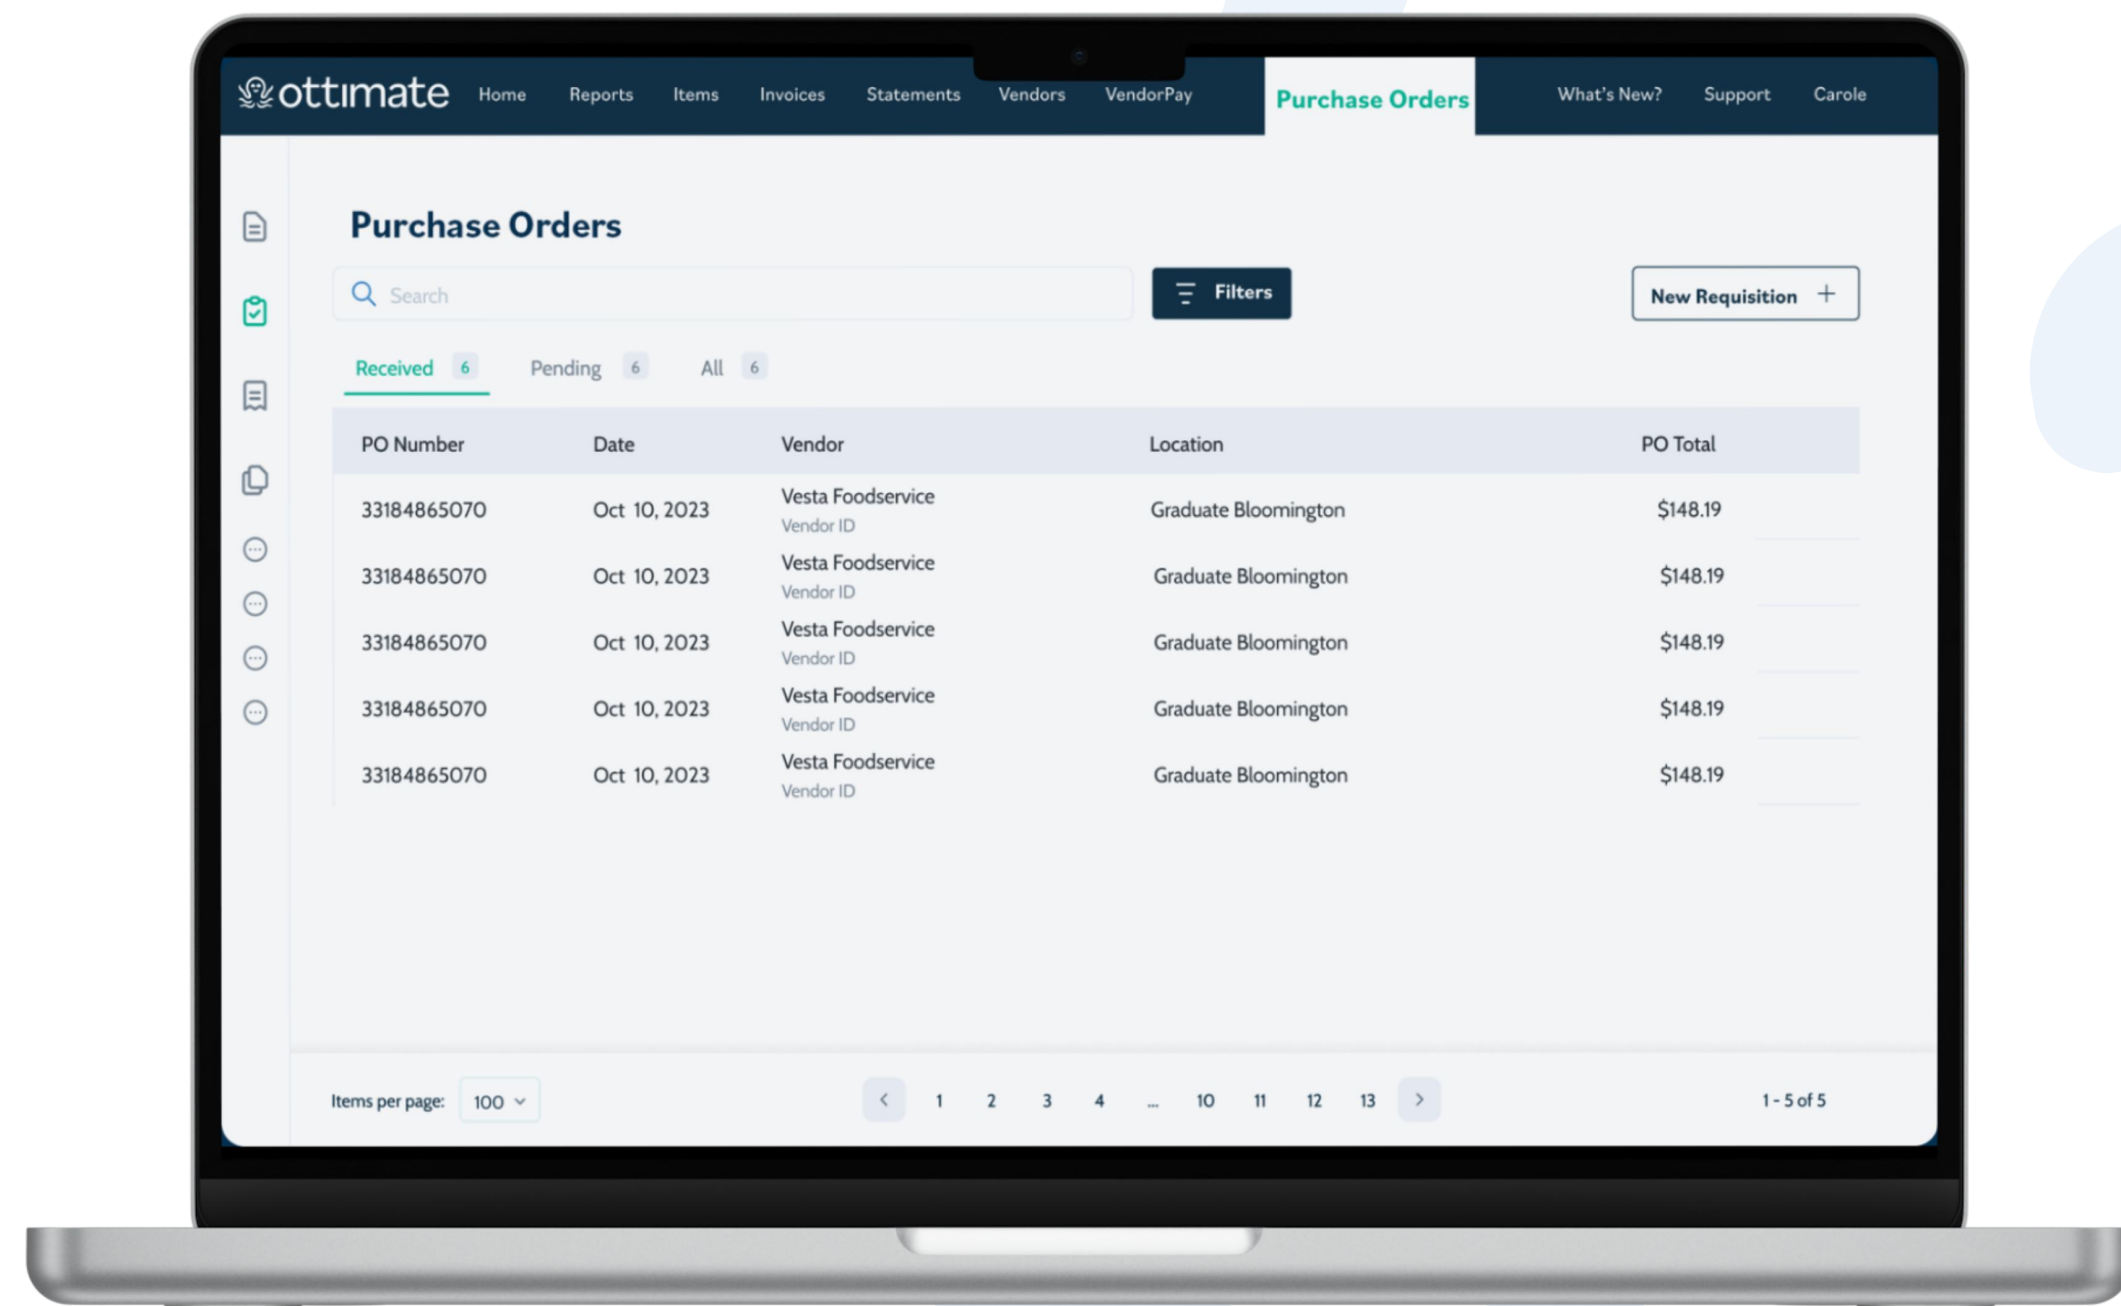 ottimate Home Reports Items Invoices Statements Vendors VendorPay Purchase Orders What's New? Support Carole
Purchase Orders
Search Filters New Requisition +
Received 6 Pending 6 All 6
PO Number Date Vendor Location PO Total
33184865070 Oct 10, 2023 Vesta Foodservice Graduate Bloomington $148.19
Vendor ID
33184865070 Oct 10, 2023 Vesta Foodservice Graduate Bloomington $148.19
Vendor ID
33184865070 Oct 10, 2023 Vesta Foodservice Graduate Bloomington $148.19
Vendor ID
33184865070 Oct 10, 2023 Vesta Foodservice Graduate Bloomington $148.19
Vendor ID
33184865070 Oct 10, 2023 Vesta Foodservice Graduate Bloomington $148.19
Vendor ID
Items per page: 100 < 1 2 3 4 ... 10 11 12 13 > 1 - 5 of 5